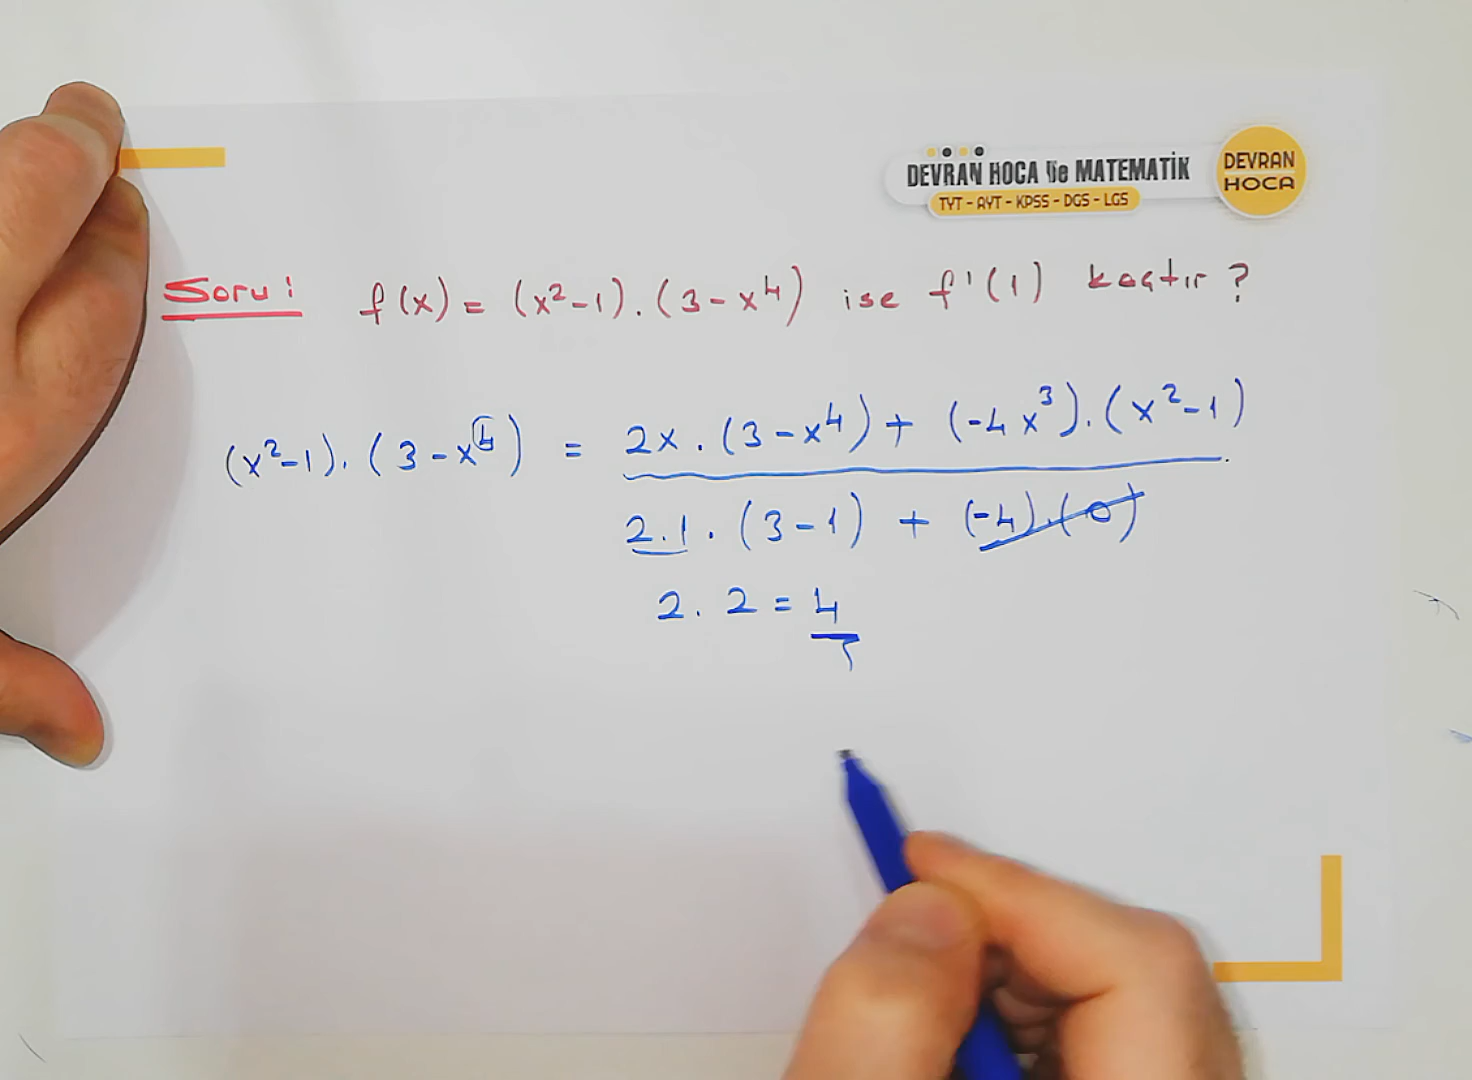 DEVRAN HOCA ile MATEMATİK
TYT - AYT - KPSS - DGS - LGS
DEVRAN
HOCA
Soru: f(x) = (x²-1).(3-x⁴) ise f'(1) kaçtır?
(x²-1).(3-x⁴) = 2x.(3-x⁴) + (-4x³).(x²-1)
2.1.(3-1) + (-4).(0)
2.2=4